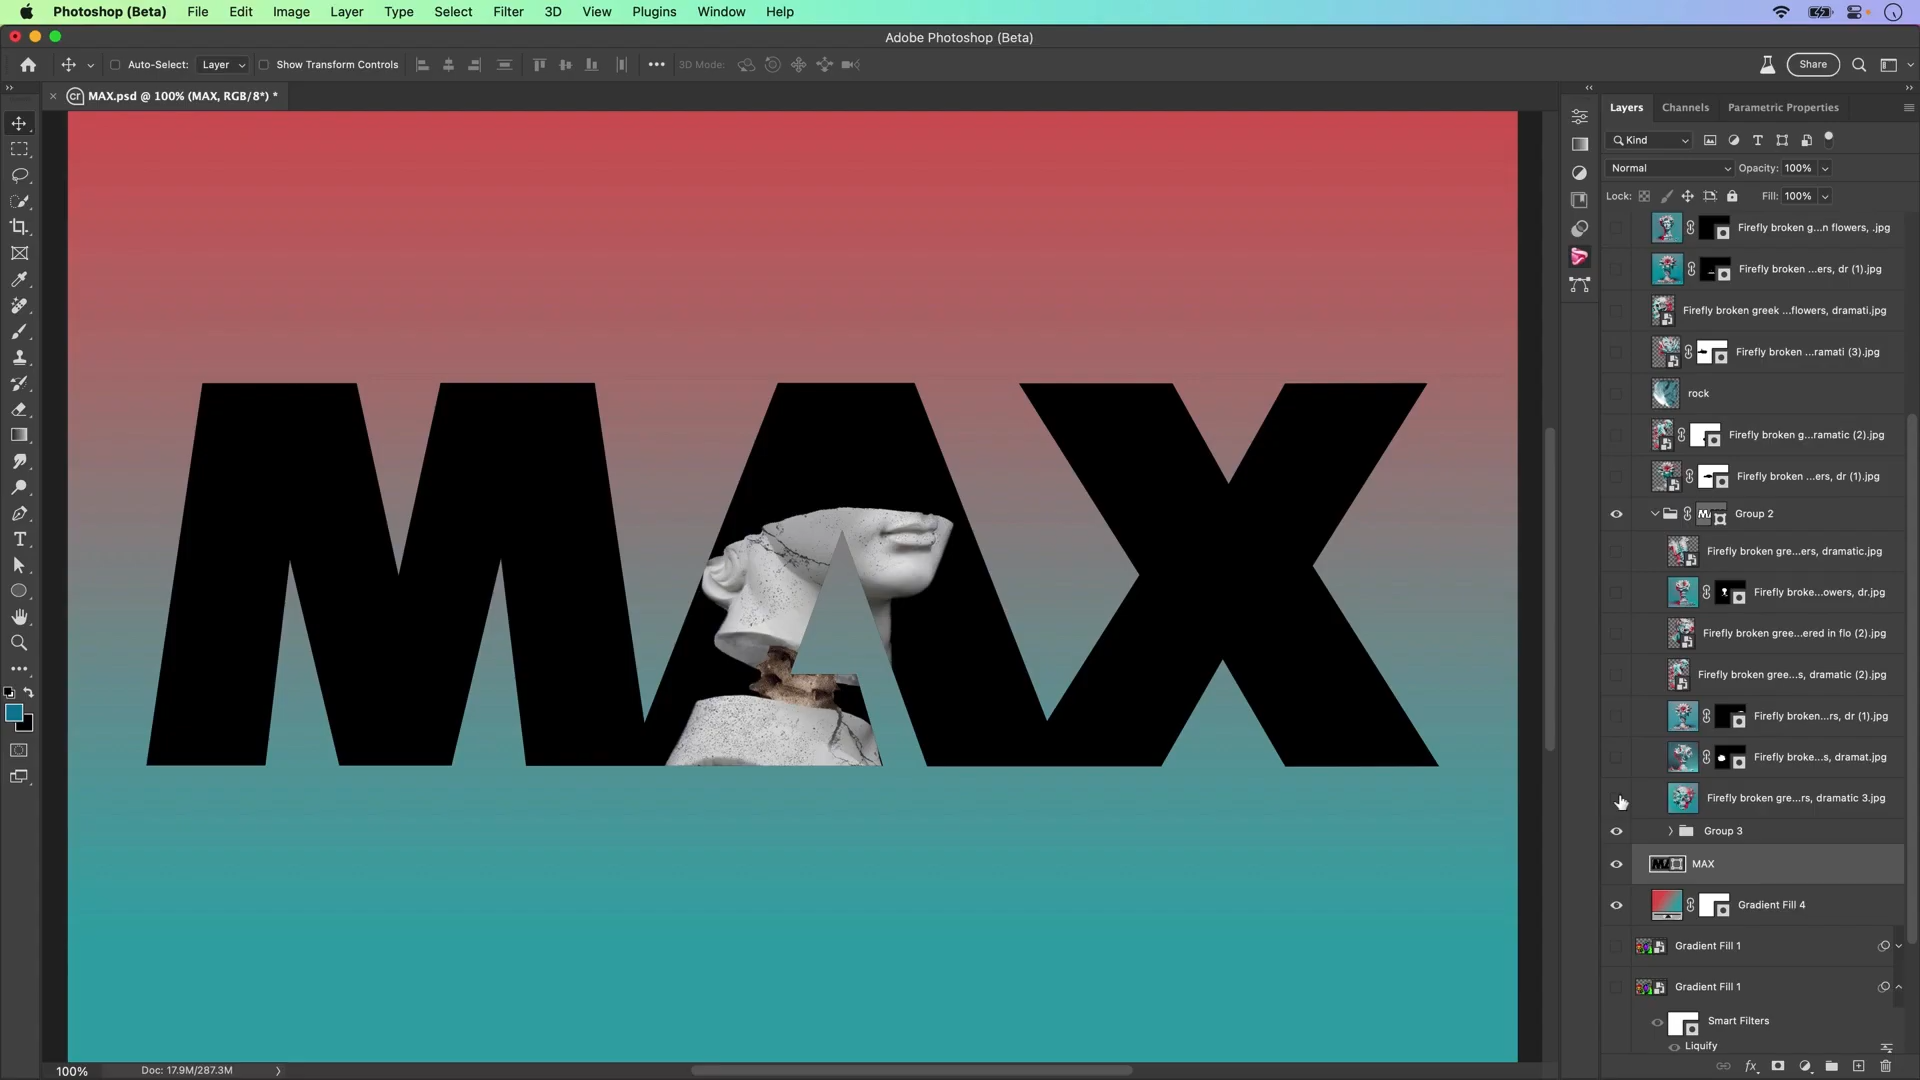 Photoshop (Beta) File Edit Image Layer Type Select Filter 3D View Plugins Window Help
Adobe Photoshop (Beta)
Auto-Select: Layer Show Transform Controls 3D Mode: Share
MAX.psd @ 100% (MAX, RGB/8*) *
Layers Channels Parametric Properties
Kind
Normal Opacity: 100%
Lock: Fill: 100%
Firefly broken g...n flowers, .jpg
Firefly broken ...ers, dr (1).jpg
Firefly broken greek ...flowers, dramati.jpg
Firefly broken ...ramati (3).jpg
rock
Firefly broken g...ramatic (2).jpg
Firefly broken ...ers, dr (1).jpg
Group 2
Firefly broken gre...ers, dramatic.jpg
Firefly broke...owers, dr.jpg
Firefly broken gree...ered in flo (2).jpg
Firefly broken gree...s, dramatic (2).jpg
Firefly broken...rs, dr (1).jpg
Firefly broke...s, dramat.jpg
Firefly broken gre...rs, dramatic 3.jpg
Group 3
MAX
Gradient Fill 4
Gradient Fill 1
Gradient Fill 1
Smart Filters
Liquify
MAX
100% Doc: 17.9M/287.3M